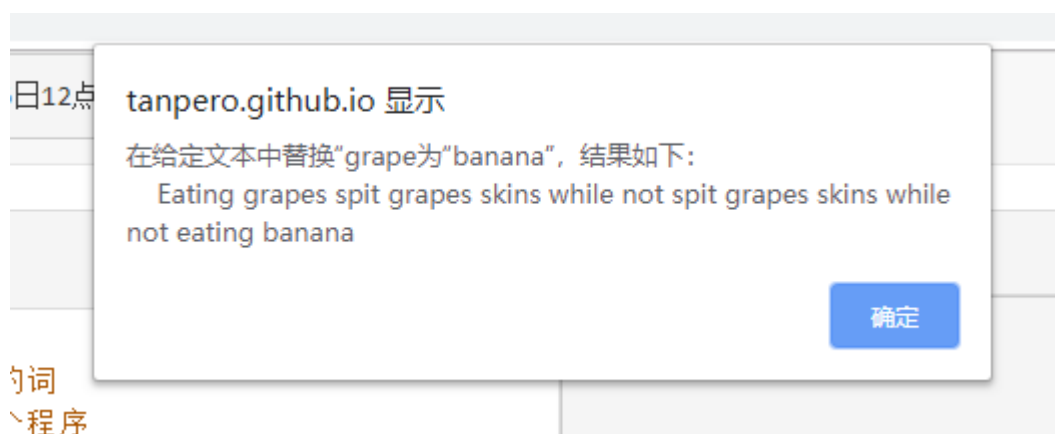 日12点
tanpero.github.io 显示
在给定文本中替换"grape为"banana"，结果如下：
Eating grapes spit grapes skins while not spit grapes skins while
not eating banana
确定
的词
个程序